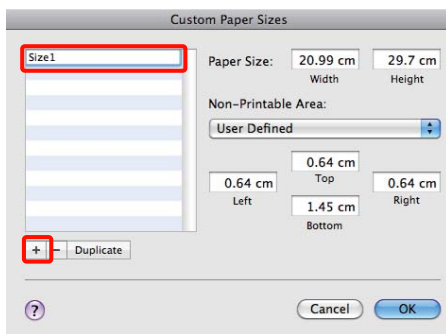 Custom Paper Sizes
Size1
Paper Size:
20.99 cm
29.7 cm
Width
Height
Non-Printable Area:
User Defined
0.64 cm
Top
0.64 cm
0.64 cm
Left
Right
1.45 cm
Bottom
+ − Duplicate
?
Cancel
OK